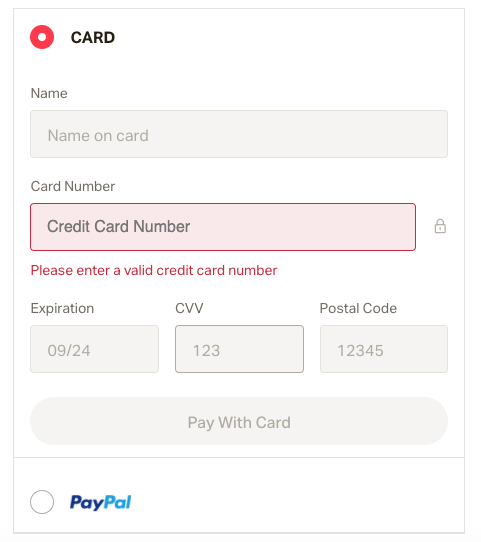 CARD
Name
Name on card
Card Number
Credit Card Number
Please enter a valid credit card number
Expiration CVV Postal Code
09/24 123 12345
Pay With Card
PayPal